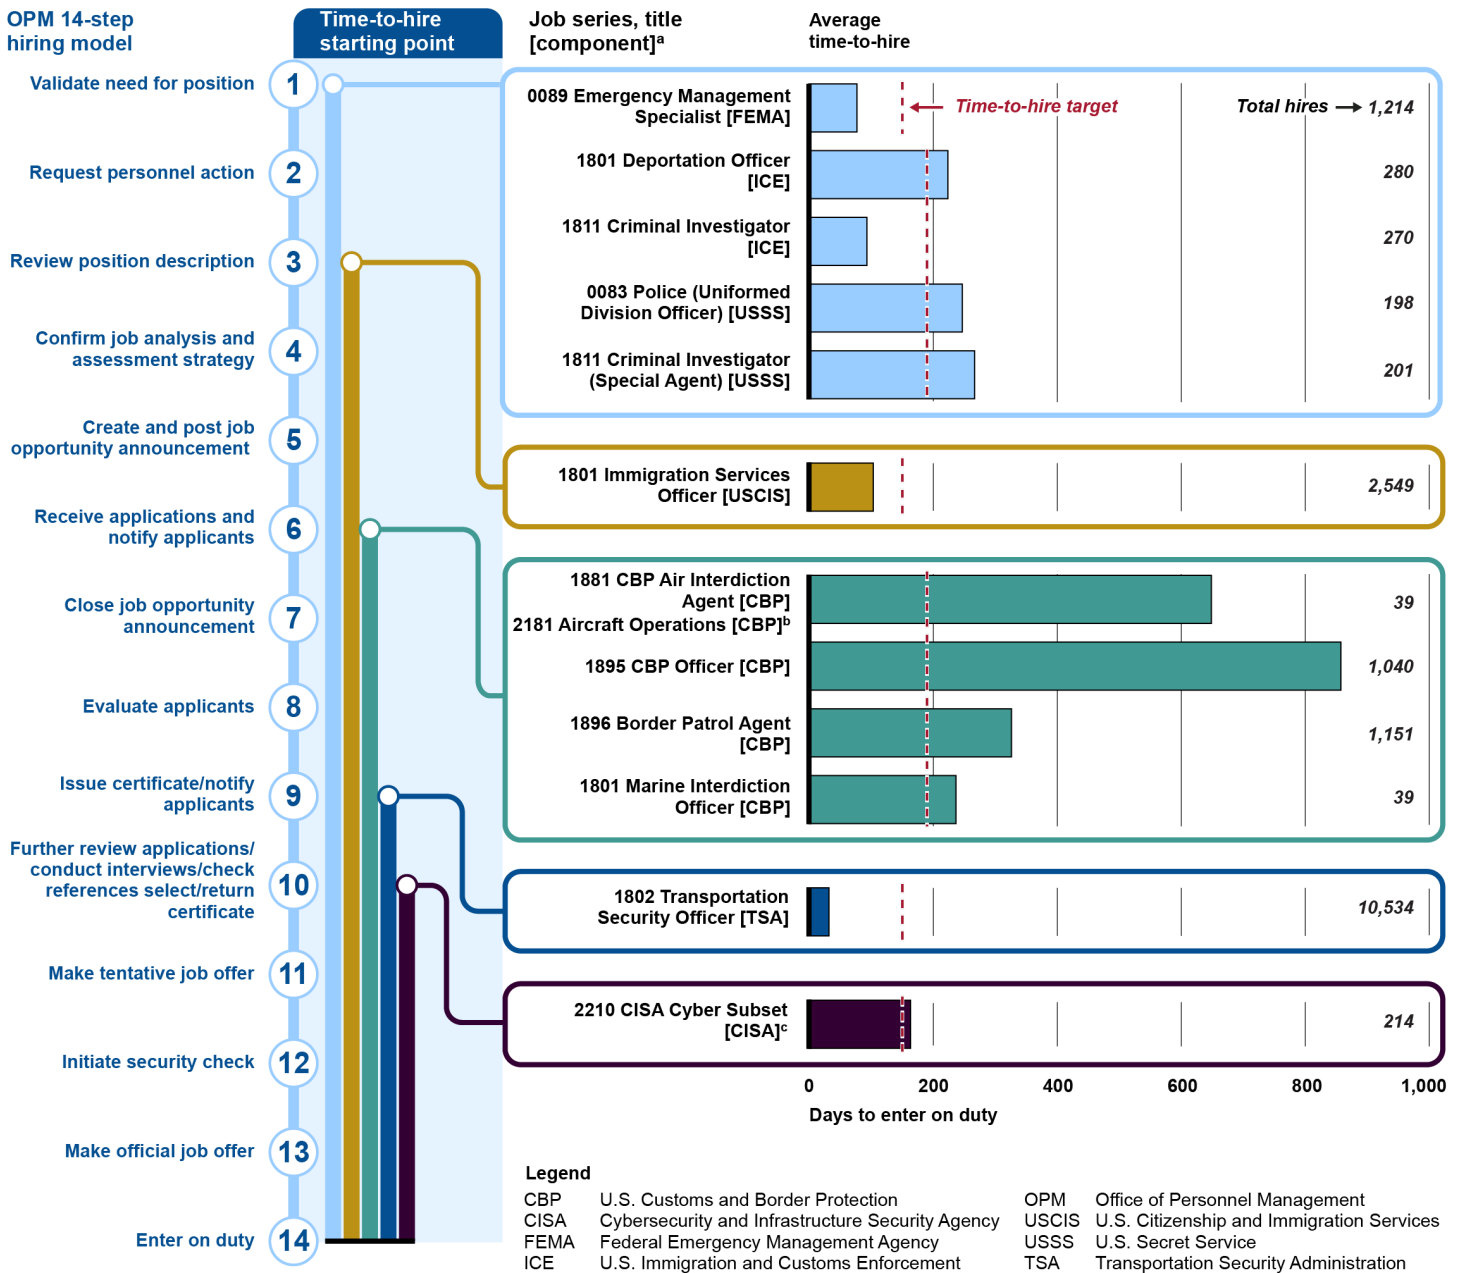 OPM 14-step
hiring model
Time-to-hire
starting point
Job series, title
[component]ª
Average
time-to-hire
Validate need for position
1
Request personnel action
2
Review position description
3
Confirm job analysis and
assessment strategy
4
Create and post job
opportunity announcement
5
Receive applications and
notify applicants
6
Close job opportunity
announcement
7
Evaluate applicants
8
Issue certificate/notify
applicants
9
Further review applications/
conduct interviews/check
references select/return
certificate
10
Make tentative job offer
11
Initiate security check
12
Make official job offer
13
Enter on duty
14
0089 Emergency Management
Specialist [FEMA]
Time-to-hire target
Total hires
1,214
1801 Deportation Officer
[ICE]
280
1811 Criminal Investigator
[ICE]
270
0083 Police (Uniformed
Division Officer) [USSS]
198
1811 Criminal Investigator
(Special Agent) [USSS]
201
1801 Immigration Services
Officer [USCIS]
2,549
1881 CBP Air Interdiction
Agent [CBP]
2181 Aircraft Operations [CBP]ᵇ
39
1895 CBP Officer [CBP]
1,040
1896 Border Patrol Agent
[CBP]
1,151
1801 Marine Interdiction
Officer [CBP]
39
1802 Transportation
Security Officer [TSA]
10,534
2210 CISA Cyber Subset
[CISA]ᶜ
214
0 200 400 600 800 1,000
Days to enter on duty
Legend
CBP U.S. Customs and Border Protection
CISA Cybersecurity and Infrastructure Security Agency
FEMA Federal Emergency Management Agency
ICE U.S. Immigration and Customs Enforcement
OPM Office of Personnel Management
USCIS U.S. Citizenship and Immigration Services
USSS U.S. Secret Service
TSA Transportation Security Administration